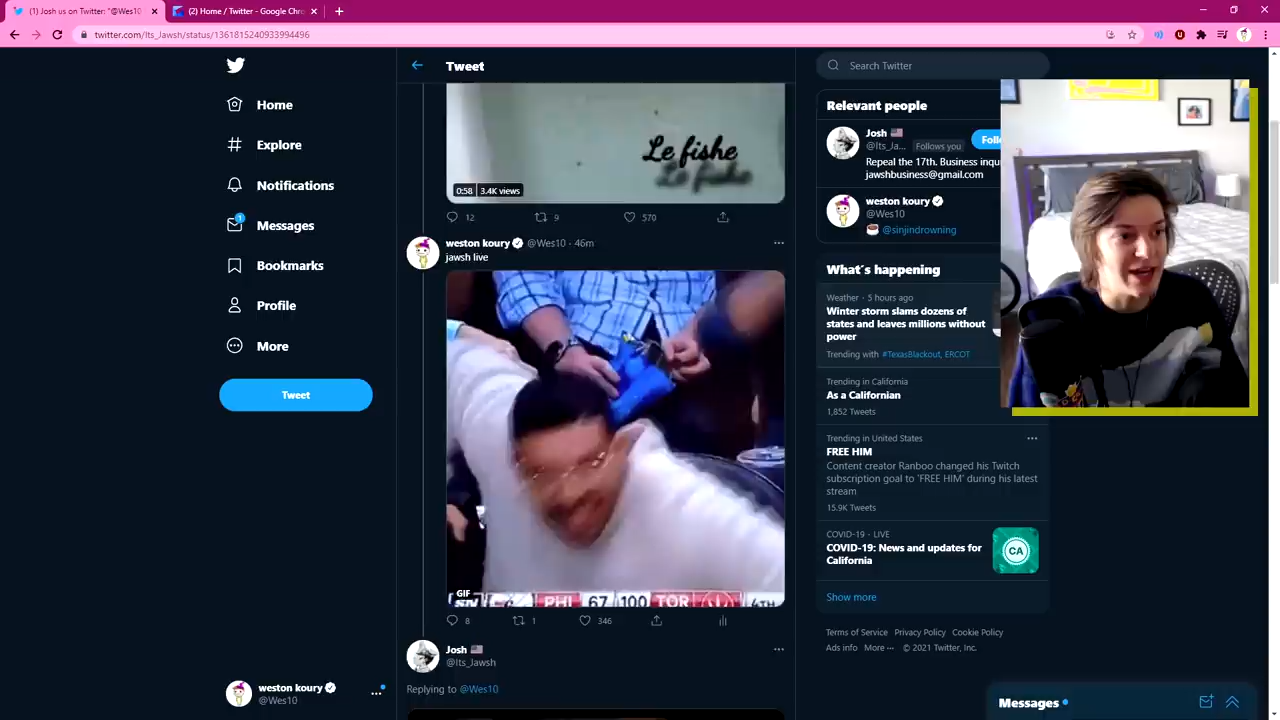 (1) Josh us on Twitter: "@Wes10
(2) Home / Twitter - Google Chro
twitter.com/Its_Jawsh/status/1361815240933994496
Home
Explore
Notifications
1
Messages
Bookmarks
Profile
More
Tweet
weston koury
@Wes10
Tweet
Le fishe
0:58
3.4K views
12
9
570
weston koury @Wes10 · 46m
jawsh live
GIF
PHI 67 100 TOR 4TH
8
1
346
Josh
@Its_Jawsh
Replying to @Wes10
Search Twitter
Relevant people
Josh
@Its_Ja... Follows you
Foll
Repeal the 17th. Business inqu
jawshbusiness@gmail.com
weston koury
@Wes10
@sinjindrowning
What's happening
Weather · 5 hours ago
Winter storm slams dozens of
states and leaves millions without
power
Trending with #TexasBlackout, ERCOT
Trending in California
As a Californian
1,852 Tweets
Trending in United States
FREE HIM
Content creator Ranboo changed his Twitch
subscription goal to 'FREE HIM' during his latest
stream
15.9K Tweets
COVID-19 · LIVE
COVID-19: News and updates for
California
CA
Show more
Terms of Service Privacy Policy Cookie Policy
Ads info More ··· © 2021 Twitter, Inc.
Messages